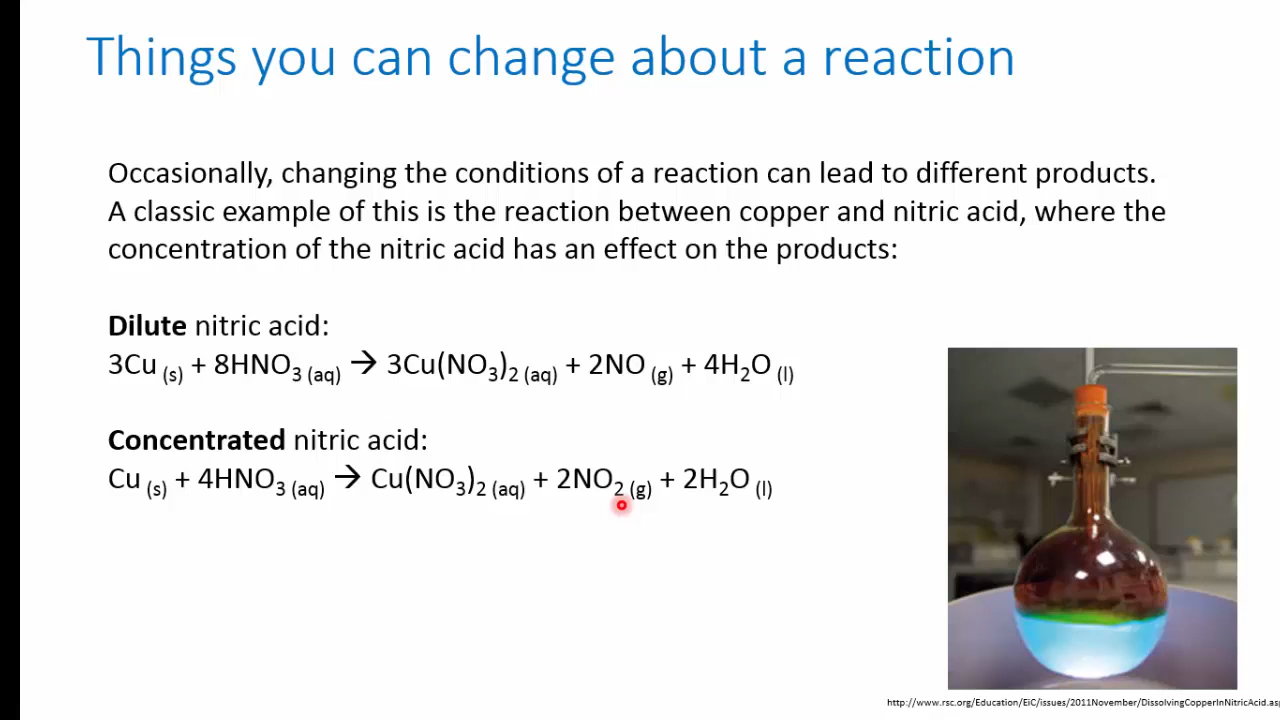 Things you can change about a reaction
Occasionally, changing the conditions of a reaction can lead to different products.
A classic example of this is the reaction between copper and nitric acid, where the
concentration of the nitric acid has an effect on the products:
Dilute nitric acid:
3Cu (s) + 8HNO₃ (aq) → 3Cu(NO₃)₂ (aq) + 2NO (g) + 4H₂O (l)
Concentrated nitric acid:
Cu (s) + 4HNO₃ (aq) → Cu(NO₃)₂ (aq) + 2NO₂ (g) + 2H₂O (l)
http://www.rsc.org/Education/EiC/issues/2011November/DissolvingCopperInNitricAcid.as